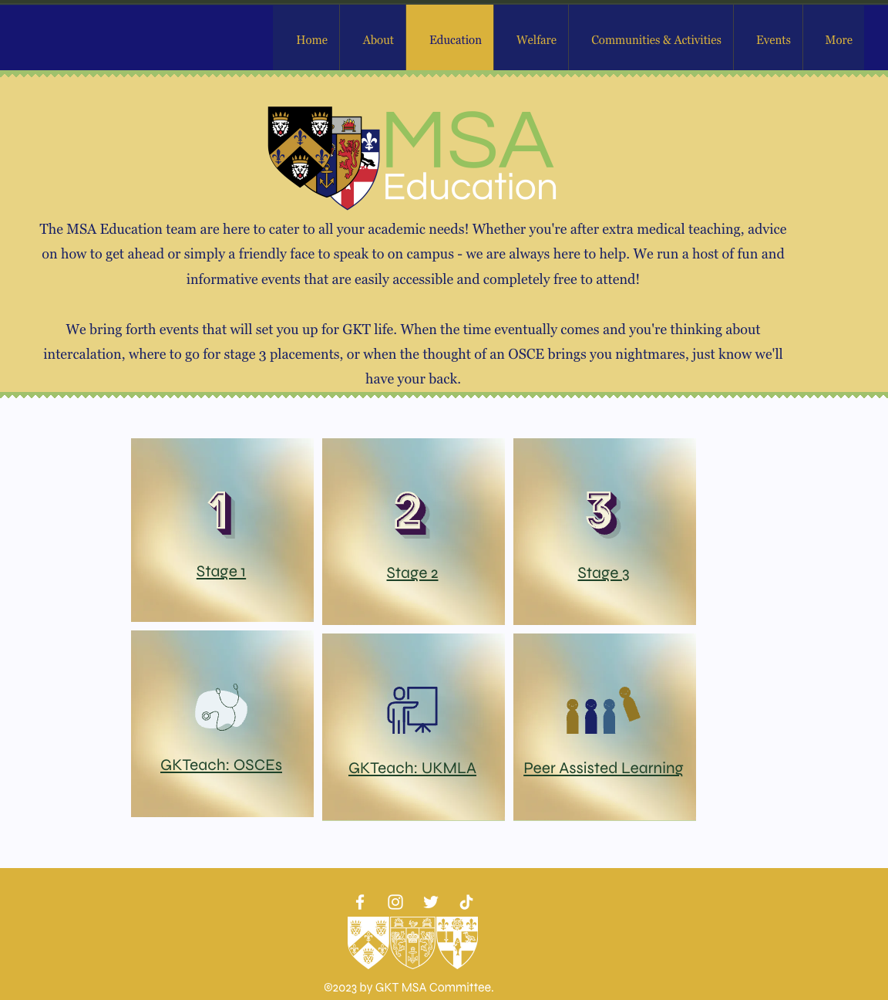 Home About Education Welfare Communities & Activities Events More
MSA
Education
The MSA Education team are here to cater to all your academic needs! Whether you're after extra medical teaching, advice
on how to get ahead or simply a friendly face to speak to on campus - we are always here to help. We run a host of fun and
informative events that are easily accessible and completely free to attend!
We bring forth events that will set you up for GKT life. When the time eventually comes and you're thinking about
intercalation, where to go for stage 3 placements, or when the thought of an OSCE brings you nightmares, just know we'll
have your back.
1 2 3
Stage 1 Stage 2 Stage 3
GKTeach: OSCEs GKTeach: UKMLA Peer Assisted Learning
©2023 by GKT MSA Committee.